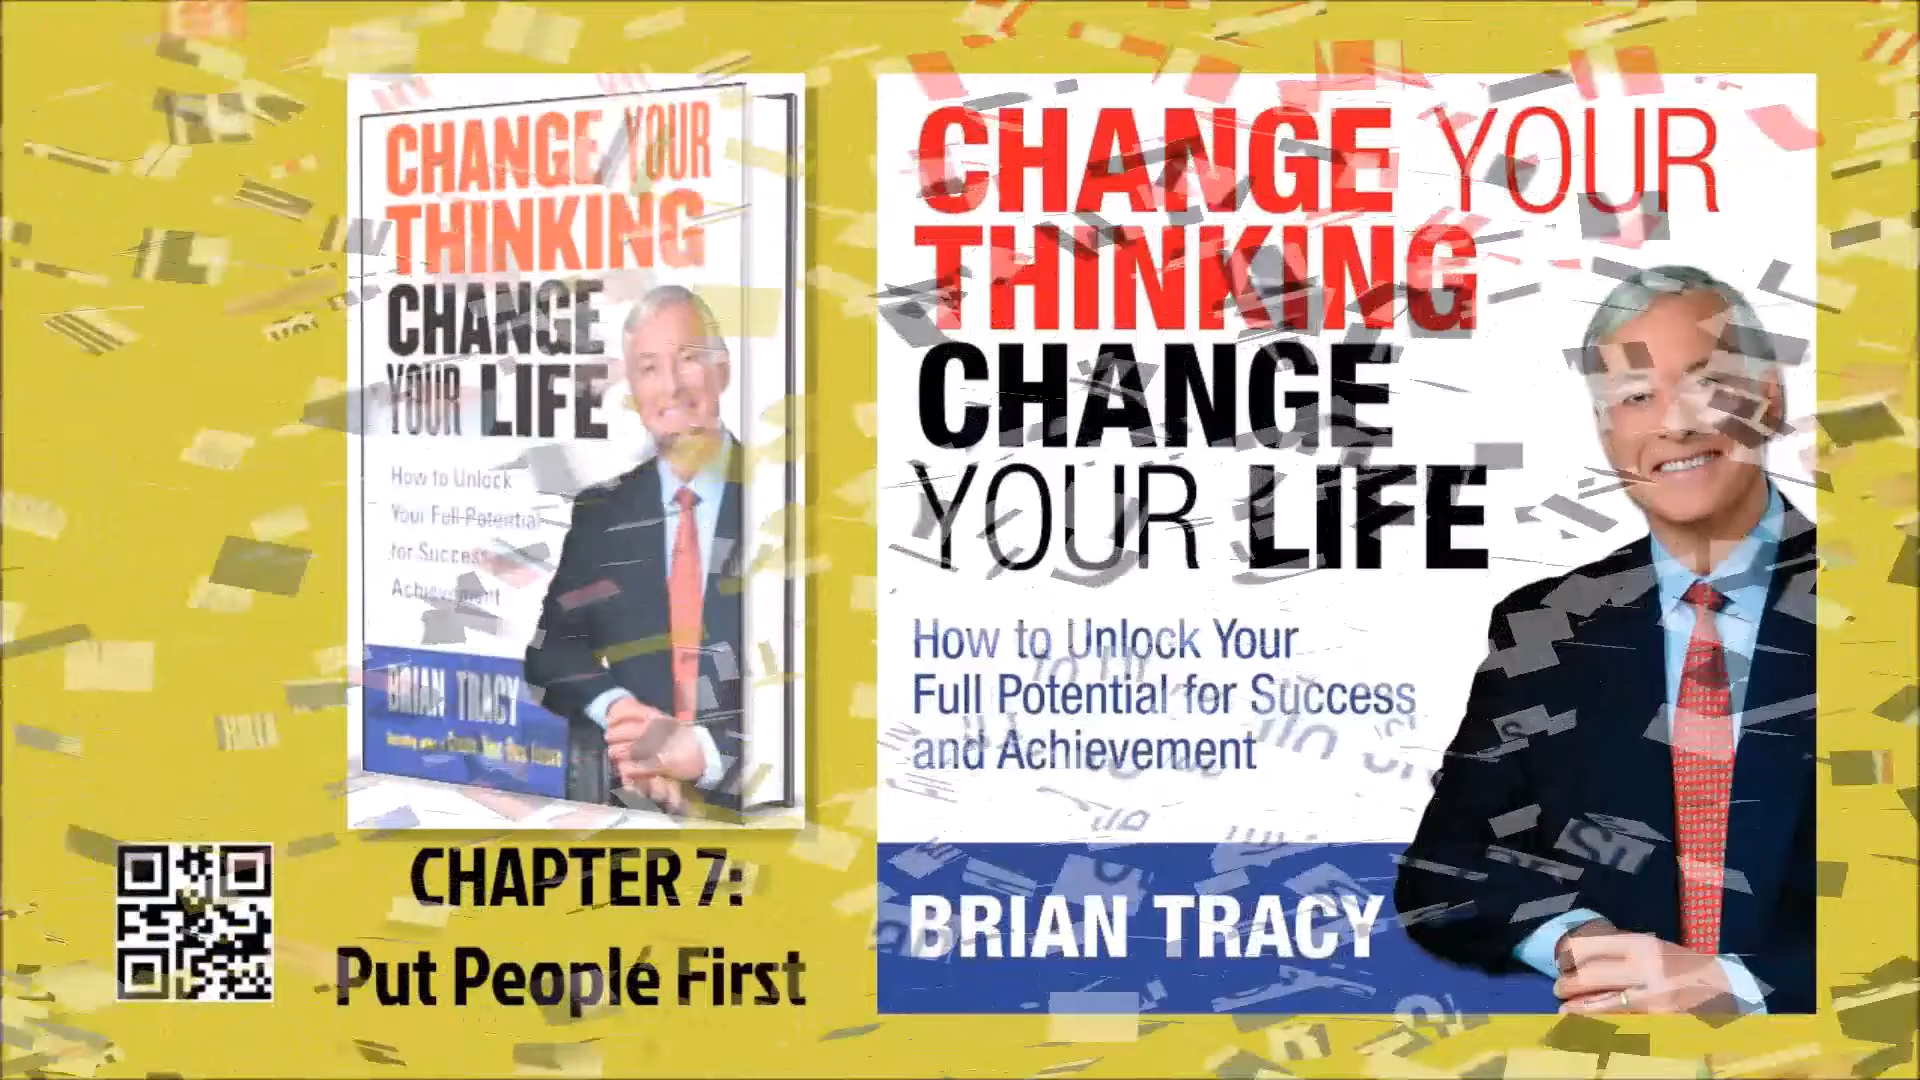 CHANGE YOUR
THINKING
CHANGE
YOUR LIFE
How to Unlock
Your Full Potential
for Success
Achievement
BRIAN TRACY
CHAPTER 7:
Put People First
CHANGE YOUR
THINKING
CHANGE
YOUR LIFE
How to Unlock Your
Full Potential for Success
and Achievement
BRIAN TRACY